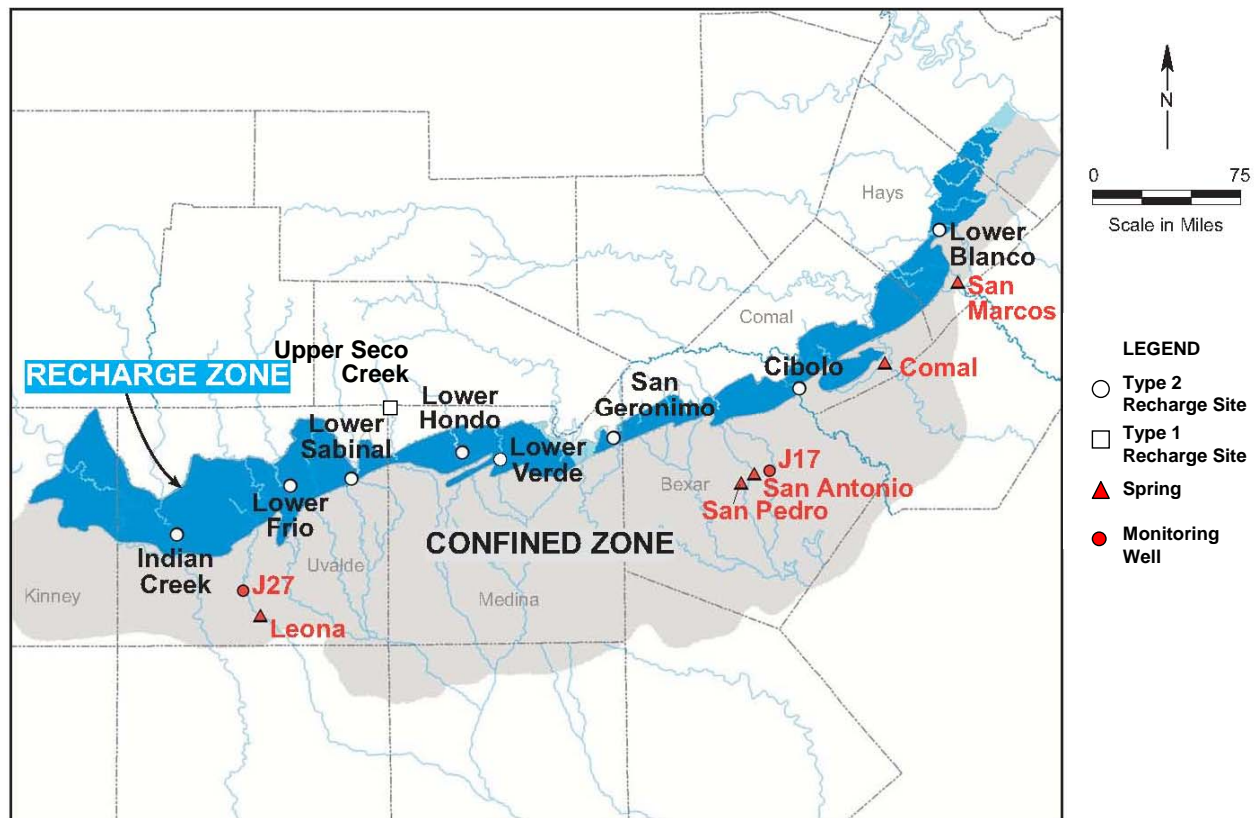 Hays
Lower
Blanco
San
Marcos
Comal
Upper Seco
Creek
RECHARGE ZONE
Cibolo
Comal
San
Geronimo
Lower
Hondo
Lower
Sabinal
Lower
Verde
J17
San Antonio
Bexar
San Pedro
Lower
Frio
CONFINED ZONE
Indian
Creek
Uvalde
J27
Kinney
Medina
Leona
N
0 75
Scale in Miles
LEGEND
Type 2
Recharge Site
Type 1
Recharge Site
Spring
Monitoring
Well